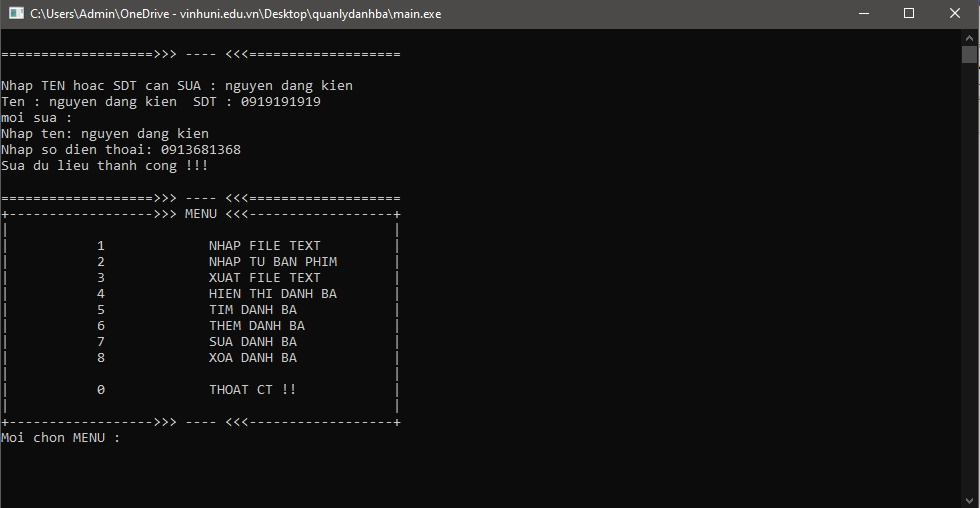 C:\Users\Admin\OneDrive - vinhuni.edu.vn\Desktop\quanlydanhba\main.exe
===================>>> ---- <<<===================
Nhap TEN hoac SDT can SUA : nguyen dang kien
Ten : nguyen dang kien  SDT : 0919191919
moi sua :
Nhap ten: nguyen dang kien
Nhap so dien thoai: 0913681368
Sua du lieu thanh cong !!!
===================>>> ---- <<<===================
+------------------>>> MENU <<<------------------+
1 NHAP FILE TEXT
2 NHAP TU BAN PHIM
3 XUAT FILE TEXT
4 HIEN THI DANH BA
5 TIM DANH BA
6 THEM DANH BA
7 SUA DANH BA
8 XOA DANH BA
0 THOAT CT !!
+------------------>>> ---- <<<------------------+
Moi chon MENU :